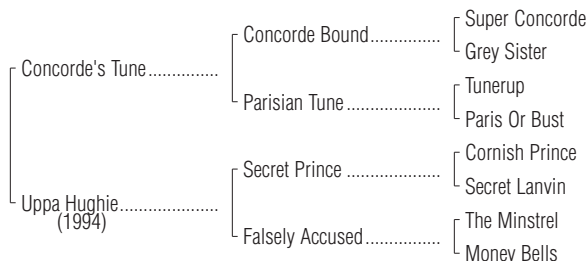 Super Concorde
Concorde Bound
Grey Sister
Concorde's Tune
Tunerup
Parisian Tune
Paris Or Bust
Cornish Prince
Secret Prince
Secret Lanvin
Uppa Hughie
(1994)
The Minstrel
Falsely Accused
Money Bells